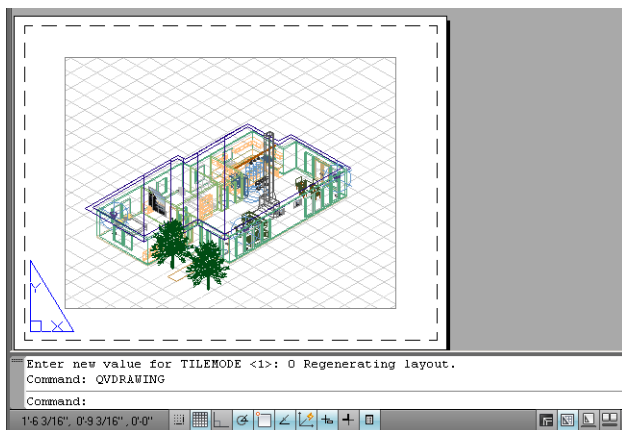 Y
X
Enter new value for TILEMODE <1>: 0 Regenerating layout.
Command: QVDRAWING
Command:
1'-6 3/16", 0'-9 3/16" , 0'-0"